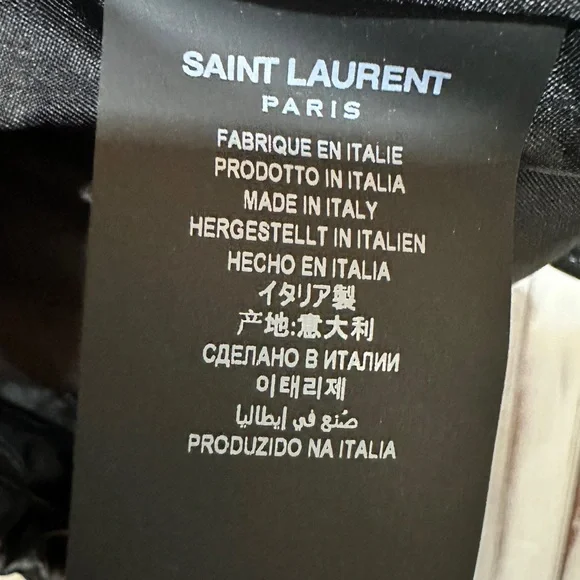 SAINT LAURENT
PARIS
FABRIQUE EN ITALIE
PRODOTTO IN ITALIA
MADE IN ITALY
HERGESTELLT IN ITALIEN
HECHO EN ITALIA
イタリア製
产地:意大利
СДЕЛАНО В ИТАЛИИ
이태리제
صُنع في إيطاليا
PRODUZIDO NA ITALIA